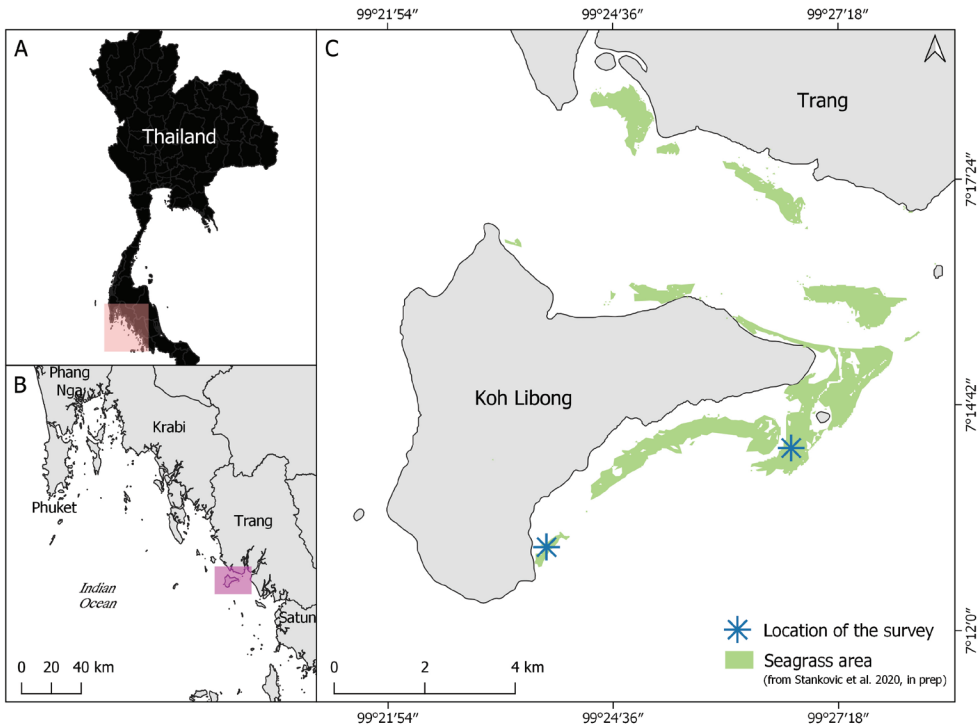 99°21′54″ 99°24′36″ 99°27′18″
A
Thailand
B
Phang
Nga
Krabi
Phuket
Trang
Indian
Ocean
Satun
0 20 40 km
C
Trang
7°17′24″
Koh Libong
7°14′42″
7°12′0″
Location of the survey
Seagrass area
(from Stankovic et al. 2020, in prep)
0 2 4 km
99°21′54″ 99°24′36″ 99°27′18″